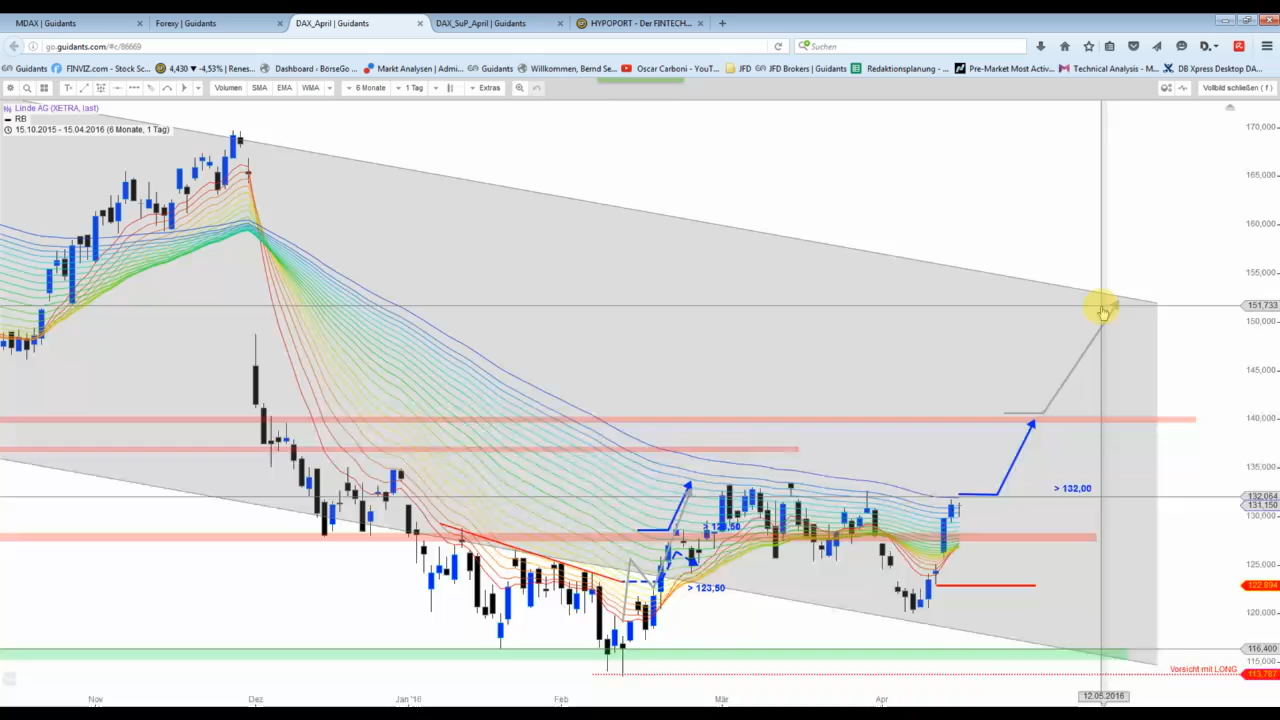 MDAX | Guidants
Forexy | Guidants
DAX_April | Guidants
DAX_SuP_April | Guidants
HYPOPORT - Der FINTECH...
go.guidants.com/#c/86669
Suchen
Guidants
FINVIZ.com - Stock Sc...
4,430 ▼ -4,53% | Renes...
Dashboard - BörseGo ...
Markt Analysen | Admi...
Guidants
Willkommen, Bernd Se...
Oscar Carboni - YouT...
JFD
JFD Brokers | Guidants
Redaktionsplanung - ...
Pre-Market Most Activ...
Technical Analysis - M...
DB Xpress Desktop DA...
Volumen
SMA
EMA
WMA
6 Monate
1 Tag
Extras
Vollbild schließen ( f )
Linde AG (XETRA, last)
RB
15.10.2015 - 15.04.2016 (6 Monate, 1 Tag)
170,000
165,000
160,000
155,000
151,733
150,000
145,000
140,000
135,000
> 132,00
132,054
131,150
130,000
125,000
> 123,50
122,894
120,000
116,400
115,000
Vorsicht mit LONG
113,787
Nov
Dez
Jan '16
Feb
Mär
Apr
12.05.2016